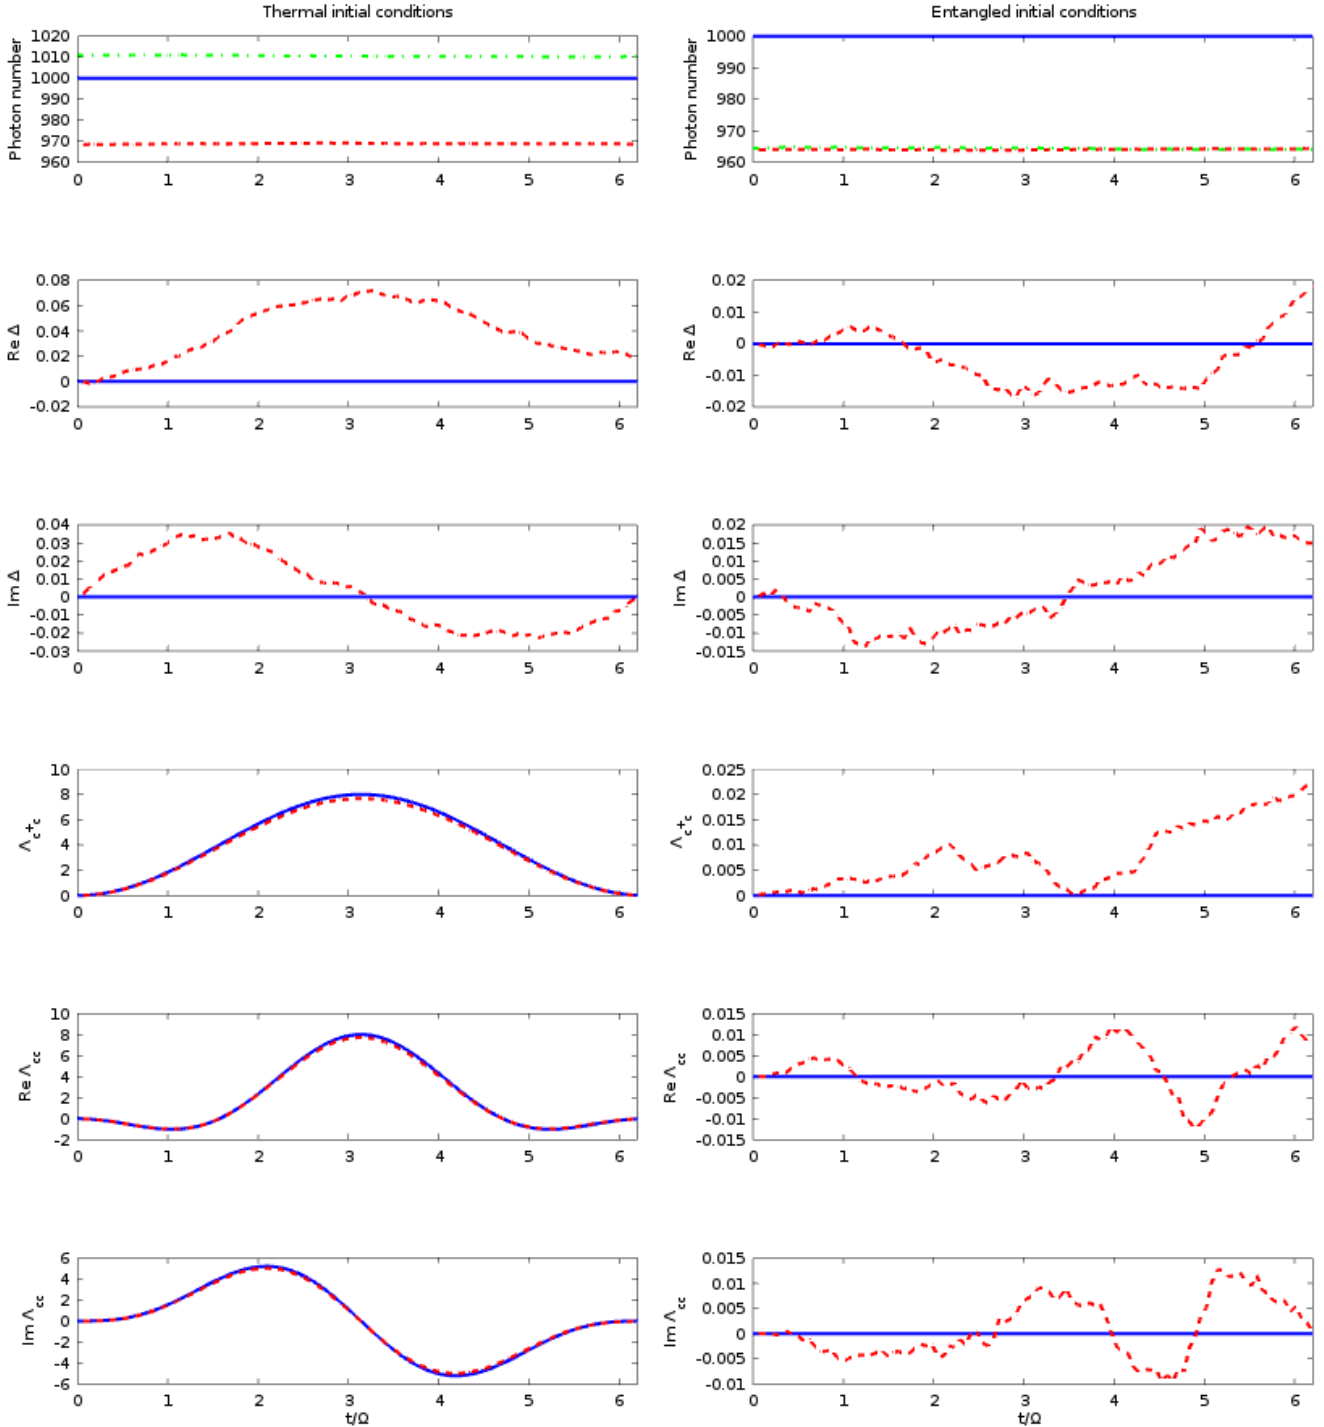 Thermal initial conditions
Photon number
1020
1010
1000
990
980
970
960
0 1 2 3 4 5 6
Re Δ
0.08
0.06
0.04
0.02
0
-0.02
0 1 2 3 4 5 6
Im Δ
0.04
0.03
0.02
0.01
0
-0.01
-0.02
-0.03
0 1 2 3 4 5 6
Λc+c
10
8
6
4
2
0
0 1 2 3 4 5 6
Re Λcc
10
8
6
4
2
0
-2
0 1 2 3 4 5 6
Im Λcc
6
4
2
0
-2
-4
-6
0 1 2 3 4 5 6
t/Ω
Entangled initial conditions
Photon number
1000
990
980
970
960
0 1 2 3 4 5 6
Re Δ
0.02
0.01
0
-0.01
-0.02
0 1 2 3 4 5 6
Im Δ
0.02
0.015
0.01
0.005
0
-0.005
-0.01
-0.015
0 1 2 3 4 5 6
Λc+c
0.025
0.02
0.015
0.01
0.005
0
0 1 2 3 4 5 6
Re Λcc
0.015
0.01
0.005
0
-0.005
-0.01
-0.015
0 1 2 3 4 5 6
Im Λcc
0.015
0.01
0.005
0
-0.005
-0.01
0 1 2 3 4 5 6
t/Ω